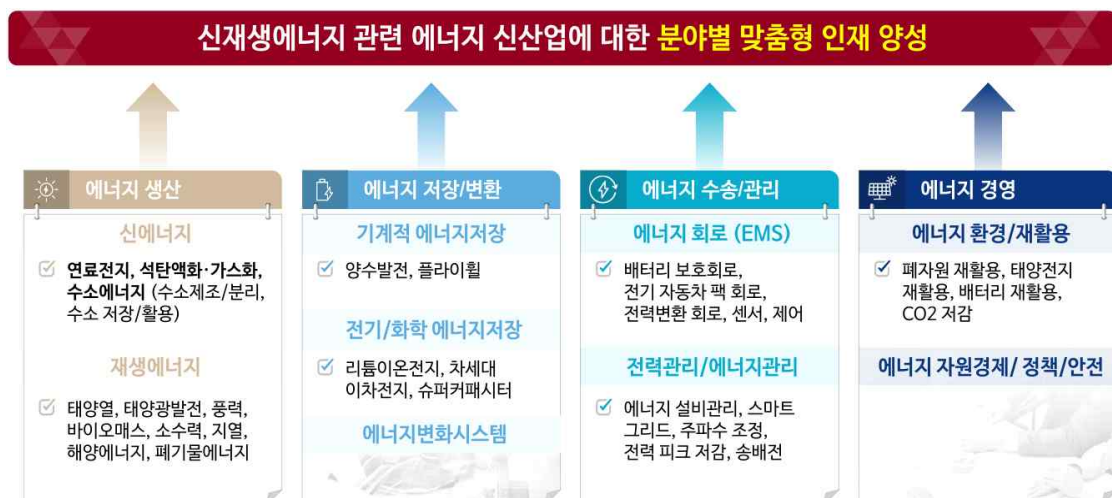 신재생에너지 관련 에너지 신산업에 대한 분야별 맞춤형 인재 양성
에너지 생산
신에너지
연료전지, 석탄액화·가스화,
수소에너지 (수소제조/분리,
수소 저장/활용)
재생에너지
태양열, 태양광발전, 풍력,
바이오매스, 소수력, 지열,
해양에너지, 폐기물에너지
에너지 저장/변환
기계적 에너지저장
양수발전, 플라이휠
전기/화학 에너지저장
리튬이온전지, 차세대
이차전지, 슈퍼커패시터
에너지변화시스템
에너지 수송/관리
에너지 회로 (EMS)
배터리 보호회로,
전기 자동차 팩 회로,
전력변환 회로, 센서, 제어
전력관리/에너지관리
에너지 설비관리, 스마트
그리드, 주파수 조정,
전력 피크 저감, 송배전
에너지 경영
에너지 환경/재활용
폐자원 재활용, 태양전지
재활용, 배터리 재활용,
CO2 저감
에너지 자원경제/ 정책/안전